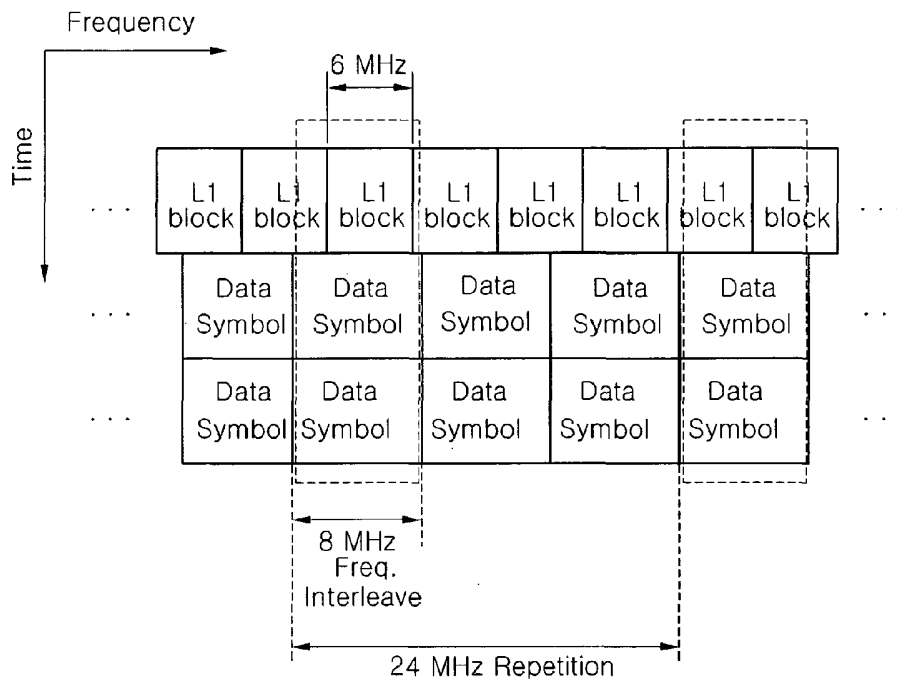 Frequency
Time
6 MHz
L1 block L1 block L1 block L1 block L1 block L1 block L1 block L1 block
. . . . . .
Data Symbol Data Symbol Data Symbol Data Symbol Data Symbol
. . . . .
Data Symbol Data Symbol Data Symbol Data Symbol Data Symbol
. . . . .
8 MHz
Freq.
Interleave
24 MHz Repetition